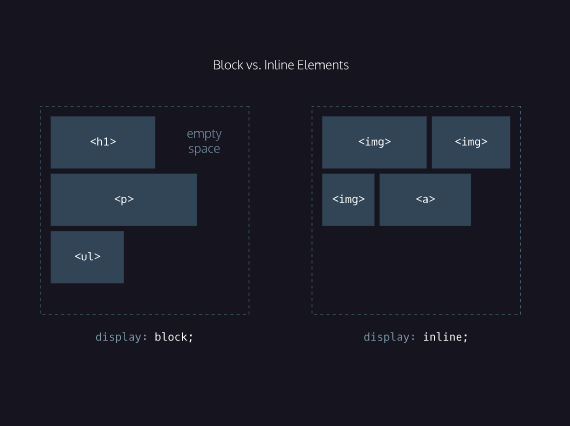 Block vs. Inline Elements
<h1>
empty
space
<p>
<ul>
display: block;
<img>
<img>
<img>
<a>
display: inline;